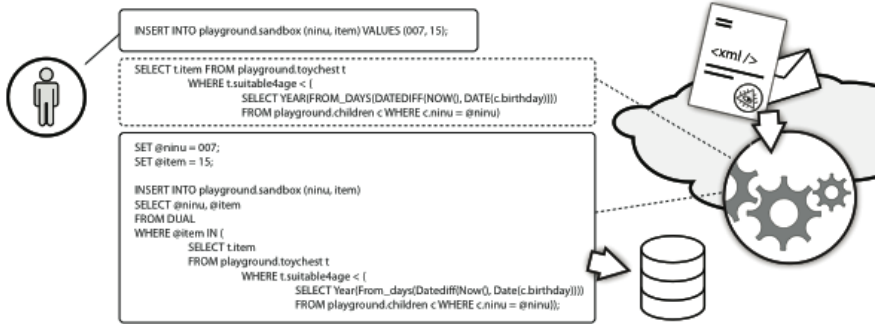 INSERT INTO playground.sandbox (ninu, item) VALUES (007, 15);
SELECT t.item FROM playground.toychest t
WHERE t.suitable4age < (
SELECT YEAR(FROM_DAYS(DATEDIFF(NOW(), DATE(c.birthday))))
FROM playground.children c WHERE c.ninu = @ninu)
SET @ninu = 007;
SET @item = 15;
INSERT INTO playground.sandbox (ninu, item)
SELECT @ninu, @item
FROM DUAL
WHERE @item IN (
SELECT t.item
FROM playground.toychest t
WHERE t.suitable4age < (
SELECT Year(From_days(Datediff(Now(), Date(c.birthday))))
FROM playground.children c WHERE c.ninu = @ninu));
<xml/>